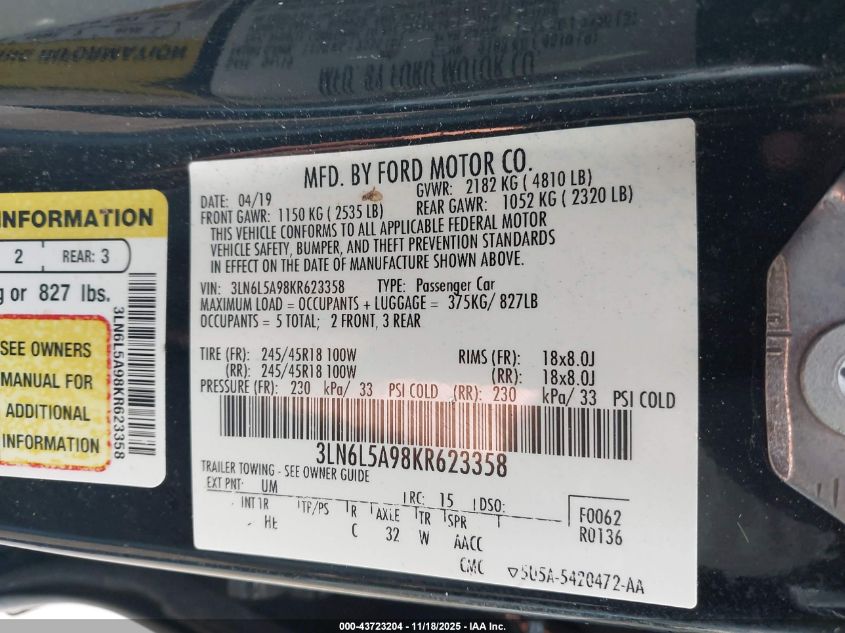 INFORMATION
2 REAR: 3
g or 827 lbs.
SEE OWNERS
MANUAL FOR
ADDITIONAL
INFORMATION
3LN6L5A98KR623358
MFD. BY FORD MOTOR CO.
DATE: 04/19 GVWR: 2182 KG ( 4810 LB)
FRONT GAWR: 1150 KG ( 2535 LB) REAR GAWR: 1052 KG ( 2320 LB)
THIS VEHICLE CONFORMS TO ALL APPLICABLE FEDERAL MOTOR
VEHICLE SAFETY, BUMPER, AND THEFT PREVENTION STANDARDS
IN EFFECT ON THE DATE OF MANUFACTURE SHOWN ABOVE.
VIN: 3LN6L5A98KR623358 TYPE: Passenger Car
MAXIMUM LOAD = OCCUPANTS + LUGGAGE = 375KG/ 827LB
OCCUPANTS = 5 TOTAL; 2 FRONT, 3 REAR
TIRE (FR): 245/45R18 100W RIMS (FR): 18x8.0J
(RR): 245/45R18 100W (RR): 18x8.0J
PRESSURE (FR): 230 kPa/ 33 PSI COLD (RR): 230 kPa/ 33 PSI COLD
3LN6L5A98KR623358
TRAILER TOWING - SEE OWNER GUIDE
EXT PNT: UM RC: 15 DSO:
INT TR TP/PS R AXLE TR SPR
HE C 32 W AACC
CMC
F0062
R0136
5U5A-5420472-AA
000-43723204 - 11/18/2025 - IAA Inc.